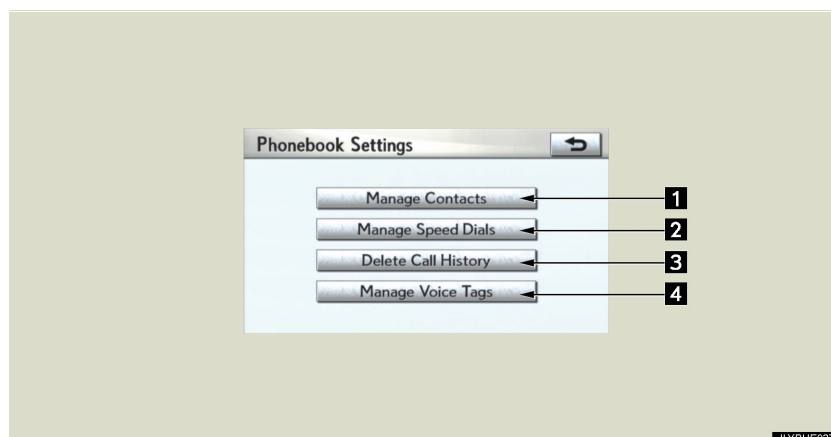 Phonebook Settings
Manage Contacts 1
Manage Speed Dials 2
Delete Call History 3
Manage Voice Tags 4